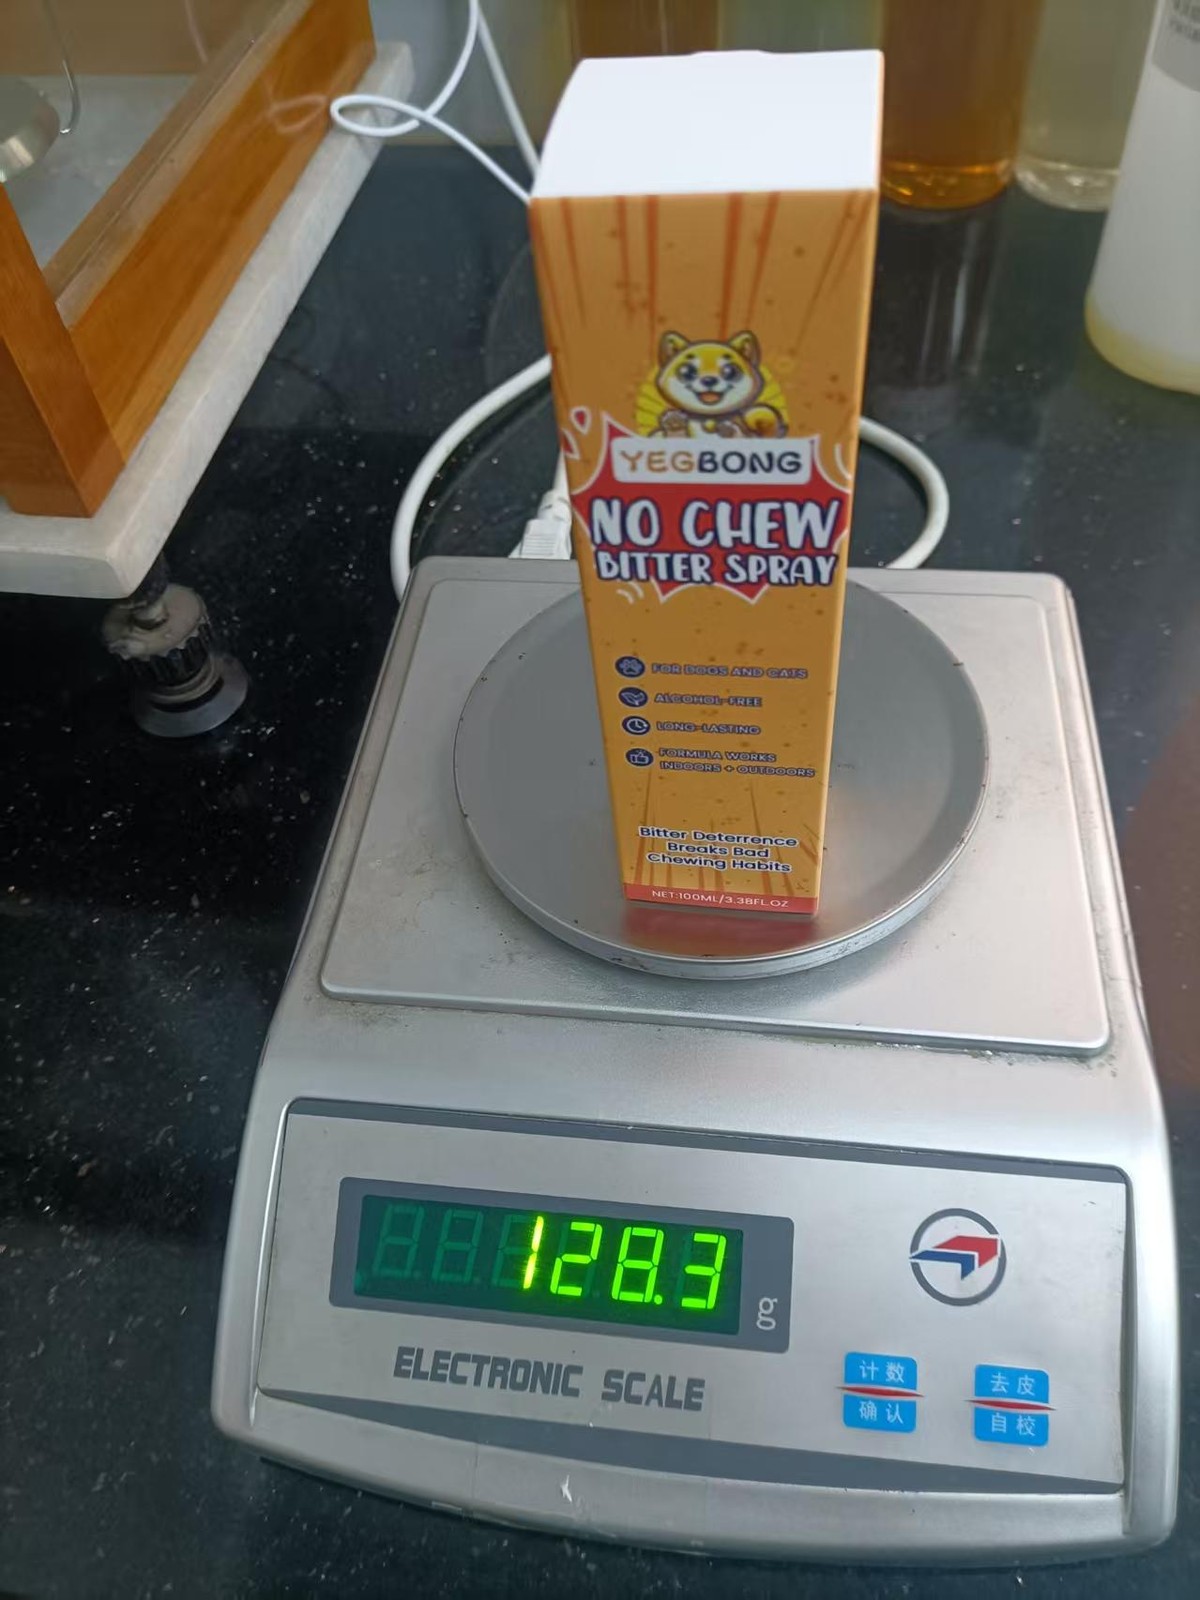 YEGBONG
NO CHEW
BITTER SPRAY
FOR DOGS AND CATS
ALCOHOL-FREE
LONG-LASTING
FORMULA WORKS
INDOORS + OUTDOORS
Bitter Deterrence
Breaks Bad
Chewing Habits
NET:100ML/3.38FL.OZ
128.3
g
ELECTRONIC SCALE
计数
确认
去皮
自校